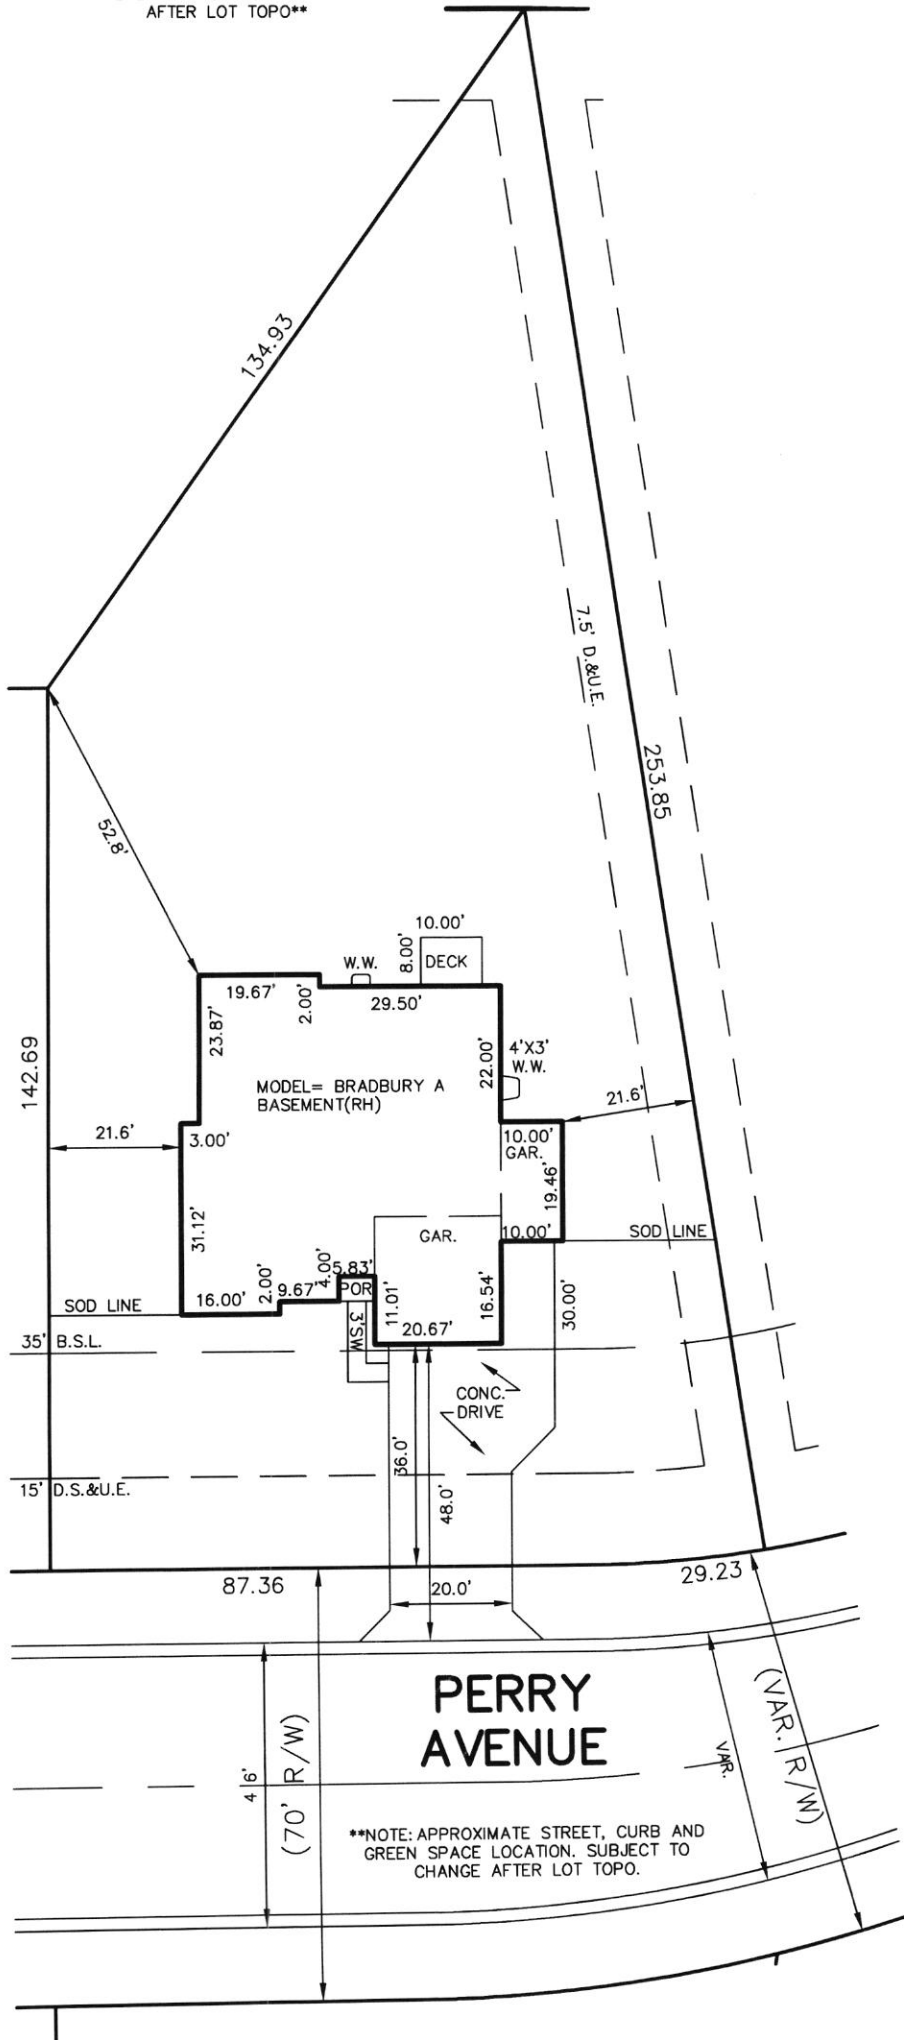 AFTER LOT TOPO**
134.93
7.5' D.&U.E.
253.85
52.8'
142.69
10.00'
8.00'
DECK
W.W.
19.67'
2.00'
29.50'
23.87'
22.00'
4'X3'
W.W.
MODEL= BRADBURY A
BASEMENT(RH)
21.6'
21.6'
3.00'
10.00'
GAR.
19.46'
31.12'
GAR.
10.00'
SOD LINE
16.00'
2.00'
9.67'
4.00'
5.83'
POR
11.01'
16.54'
30.00'
SOD LINE
3'SW
20.67'
35' B.S.L.
CONC.
DRIVE
36.0'
48.0'
15' D.S.&U.E.
87.36
20.0'
29.23
PERRY
AVENUE
46'
(70' R/W)
VAR.
(VAR. R/W)
**NOTE: APPROXIMATE STREET, CURB AND
GREEN SPACE LOCATION. SUBJECT TO
CHANGE AFTER LOT TOPO.